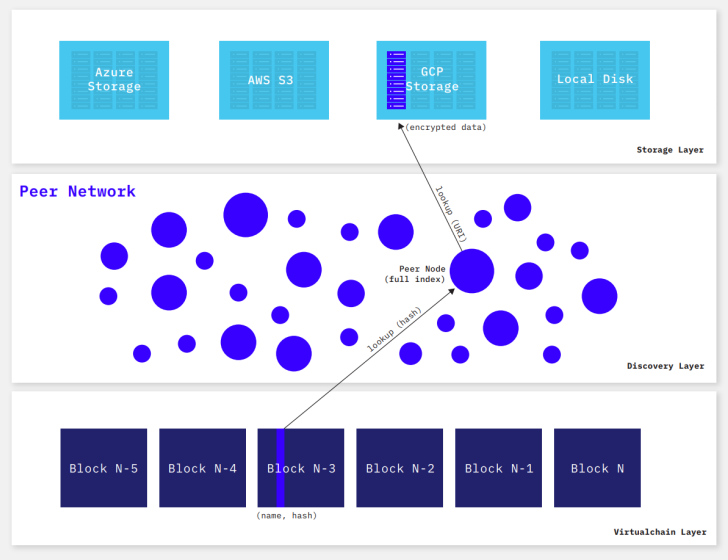 Azure
Storage
AWS S3
GCP
Storage
Local Disk
(encrypted data)
Storage Layer
Peer Network
lookup (URI)
Peer Node
(full index)
lookup (hash)
Discovery Layer
Block N-5
Block N-4
Block N-3
Block N-2
Block N-1
Block N
(name, hash)
Virtualchain Layer